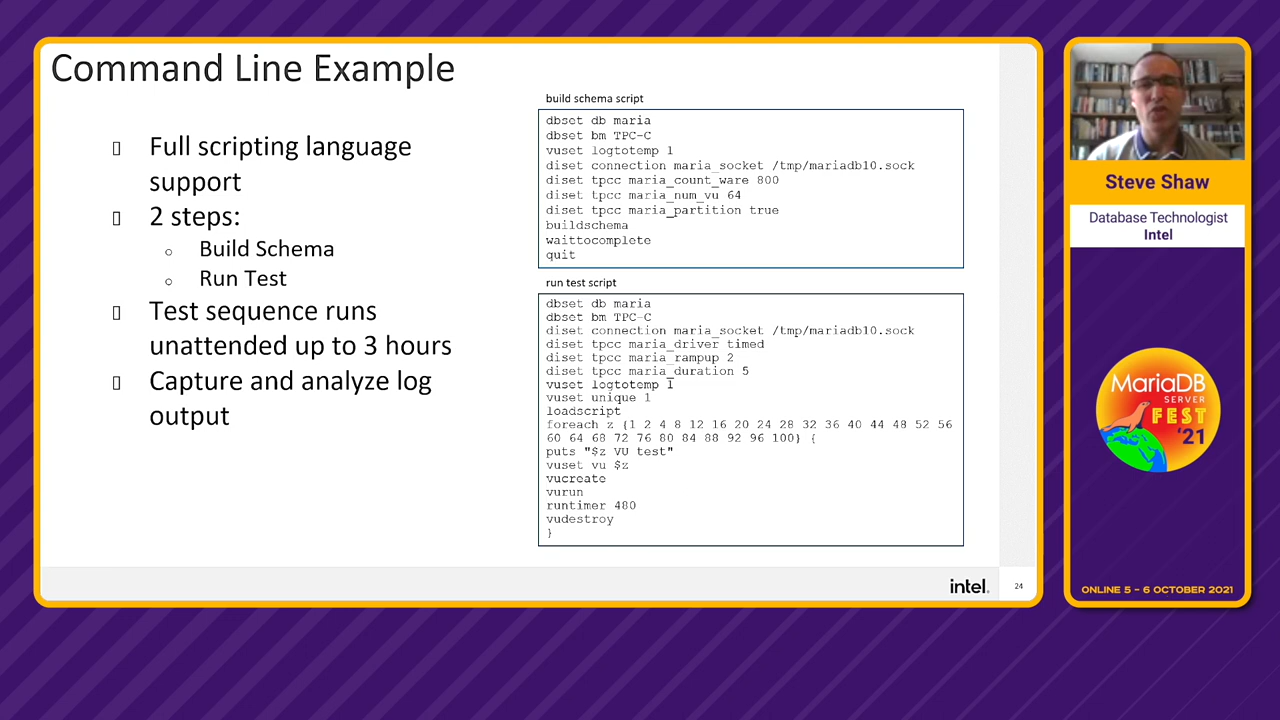 Command Line Example
Full scripting language
support
2 steps:
Build Schema
Run Test
Test sequence runs
unattended up to 3 hours
Capture and analyze log
output
build schema script
dbset db maria
dbset bm TPC-C
vuset logtotemp 1
diset connection maria_socket /tmp/mariadb10.sock
diset tpcc maria_count_ware 800
diset tpcc maria_num_vu 64
diset tpcc maria_partition true
buildschema
waittocomplete
quit
run test script
dbset db maria
dbset bm TPC-C
diset connection maria_socket /tmp/mariadb10.sock
diset tpcc maria_driver timed
diset tpcc maria_rampup 2
diset tpcc maria_duration 5
vuset logtotemp 1
vuset unique 1
loadscript
foreach z {1 2 4 8 12 16 20 24 28 32 36 40 44 48 52 56
60 64 68 72 76 80 84 88 92 96 100} {
puts "$z VU test"
vuset vu $z
vucreate
vurun
runtimer 480
vudestroy
}
intel.
24
Steve Shaw
Database Technologist
Intel
MariaDB
SERVER
FEST
'21
ONLINE 5 - 6 OCTOBER 2021